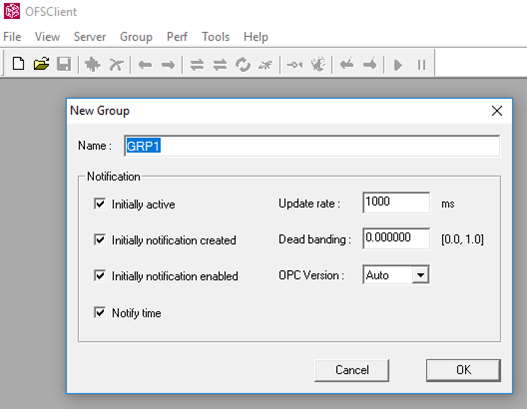 OFSClient
File View Server Group Perf Tools Help
New Group
Name : GRP1
Notification
Initially active Update rate : 1000 ms
Initially notification created Dead banding : 0.000000 [0.0, 1.0]
Initially notification enabled OPC Version : Auto
Notify time
Cancel OK